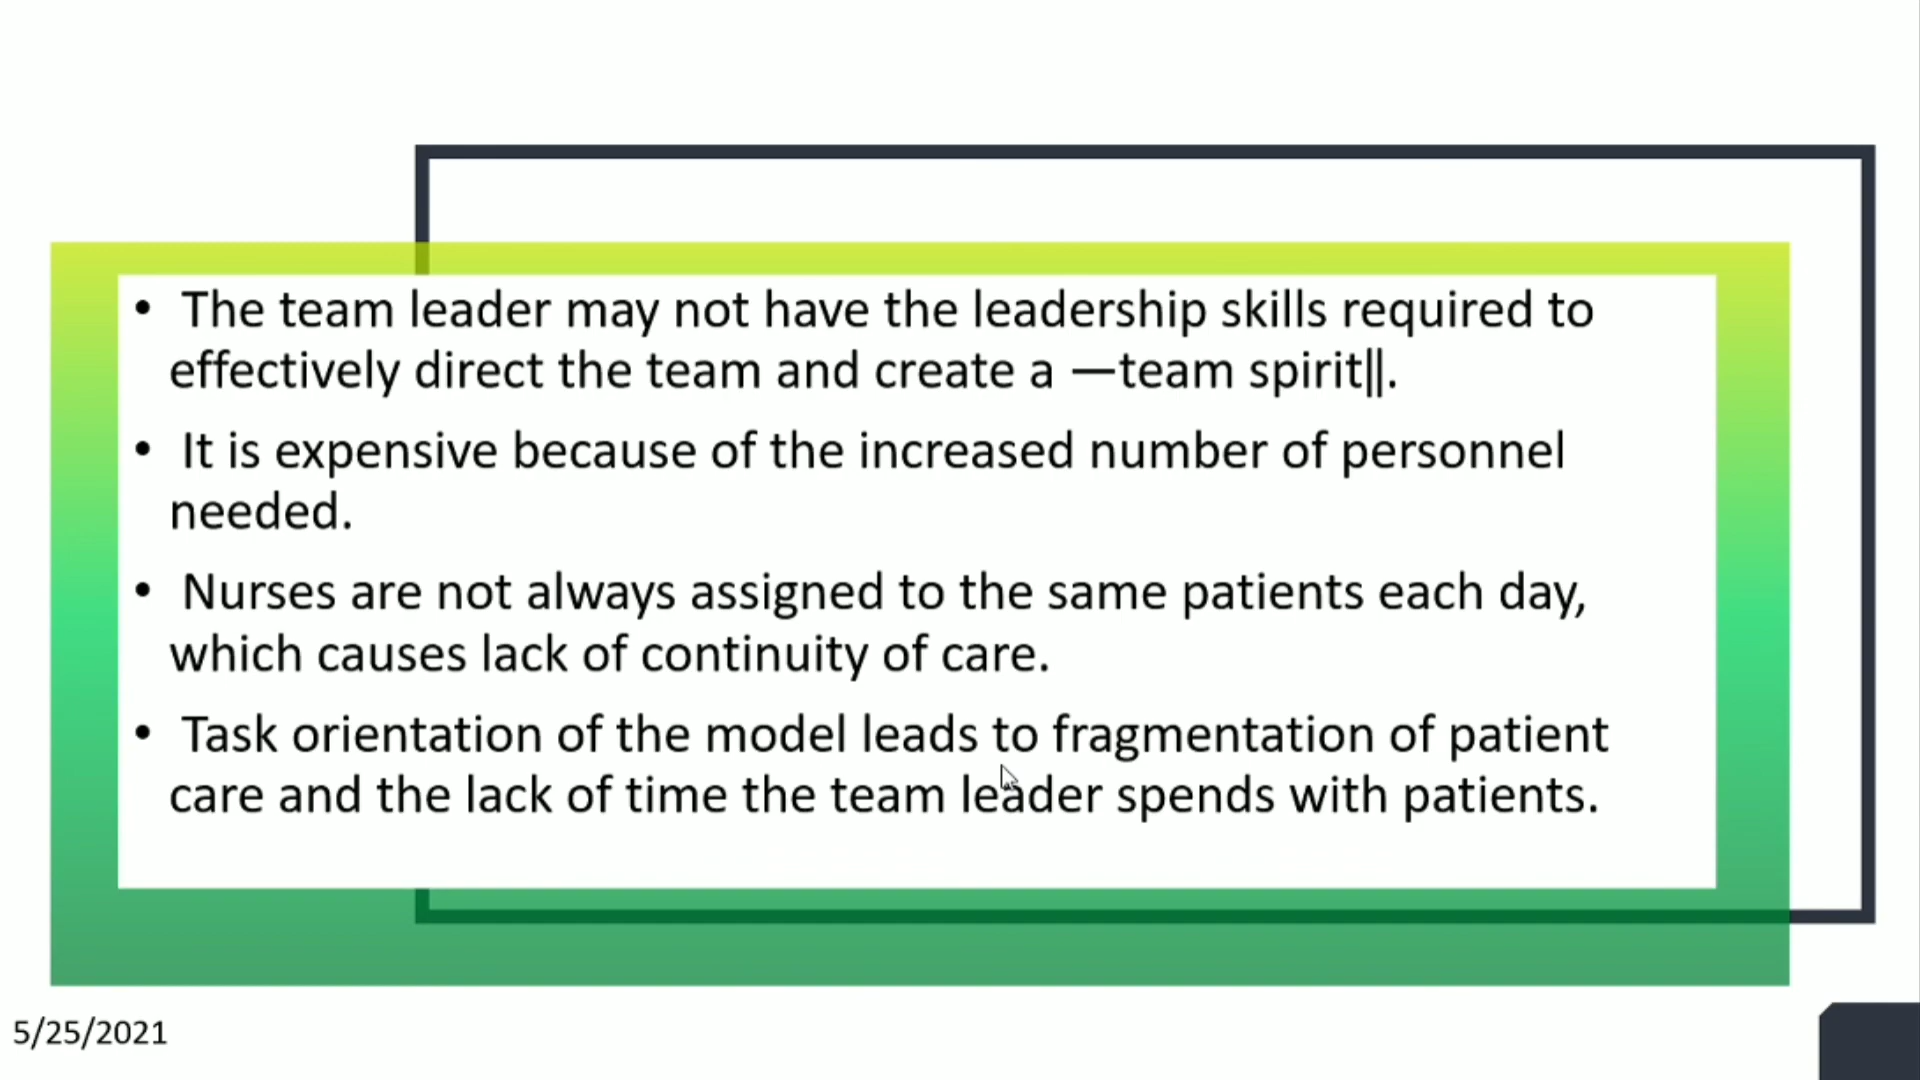 • The team leader may not have the leadership skills required to
effectively direct the team and create a ―team spirit‖.
• It is expensive because of the increased number of personnel
needed.
• Nurses are not always assigned to the same patients each day,
which causes lack of continuity of care.
• Task orientation of the model leads to fragmentation of patient
care and the lack of time the team leader spends with patients.
5/25/2021